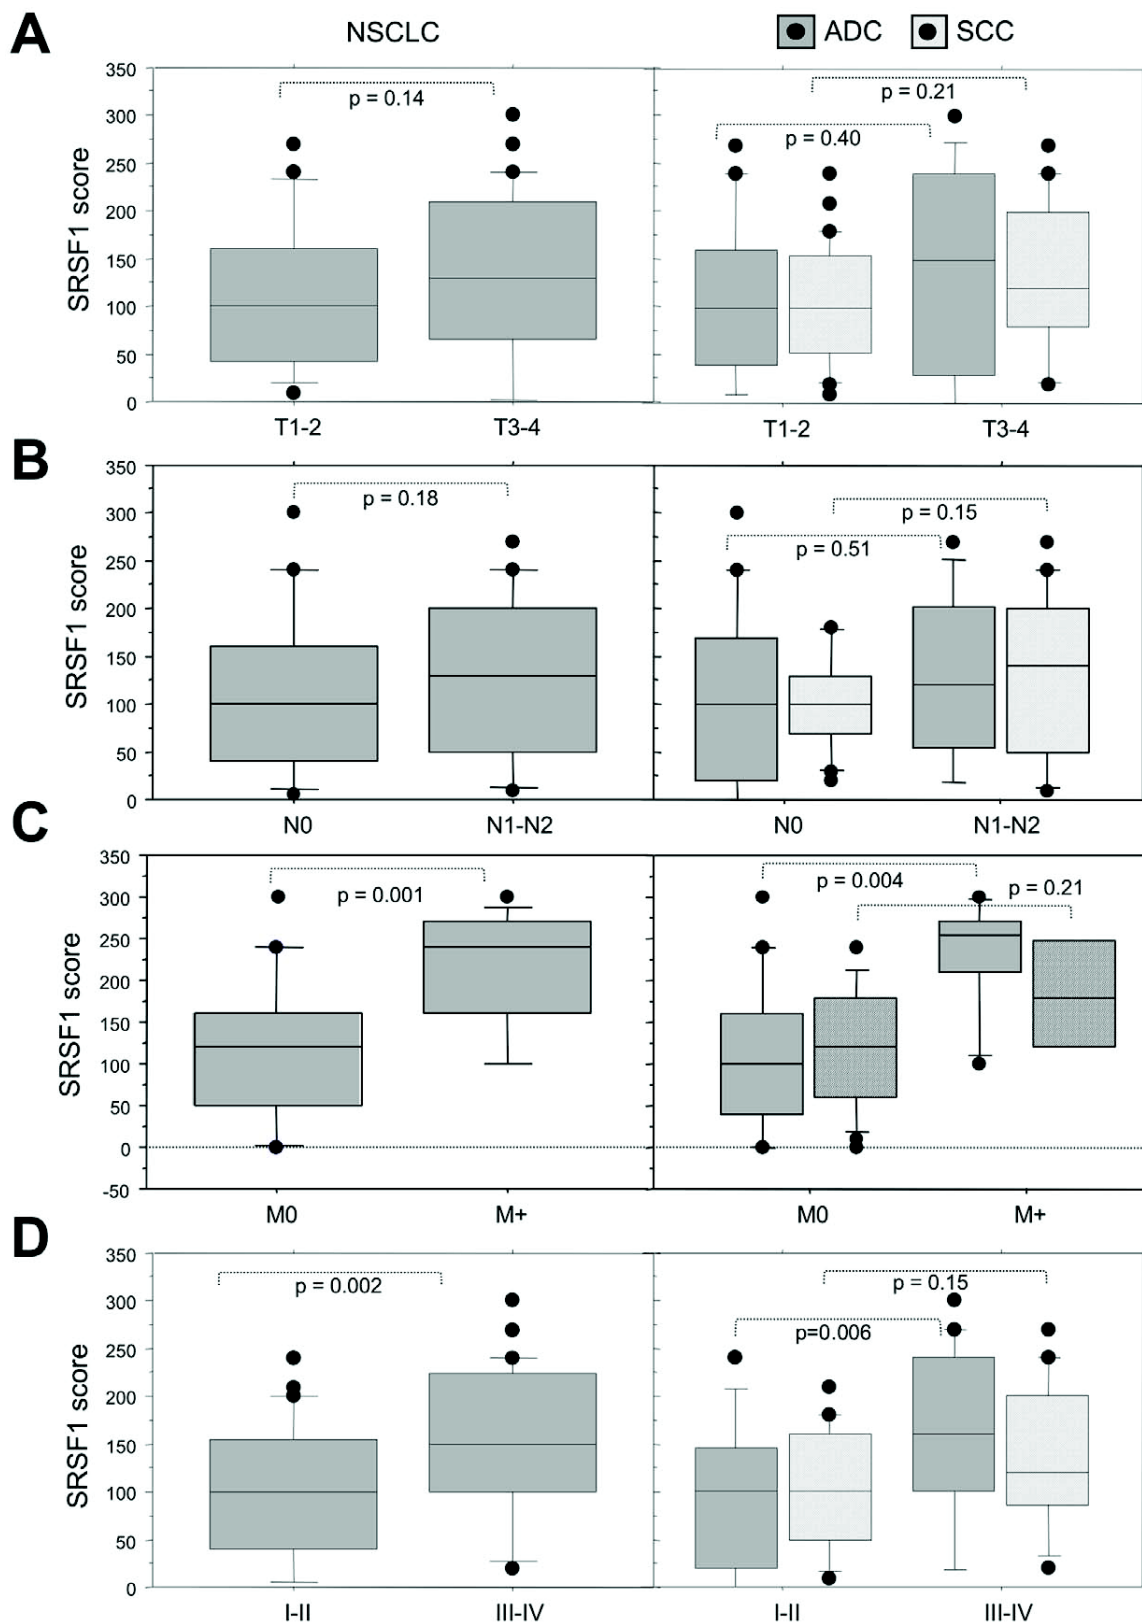 A
NSCLC
ADC SCC
SRSF1 score
350
300
250
200
150
100
50
0
p = 0.14
p = 0.21
p = 0.40
T1-2 T3-4 T1-2 T3-4
B
SRSF1 score
350
300
250
200
150
100
50
0
p = 0.18
p = 0.15
p = 0.51
N0 N1-N2 N0 N1-N2
C
SRSF1 score
350
300
250
200
150
100
50
0
-50
p = 0.001
p = 0.004
p = 0.21
M0 M+ M0 M+
D
SRSF1 score
350
300
250
200
150
100
50
0
p = 0.002
p = 0.15
p=0.006
I-II III-IV I-II III-IV